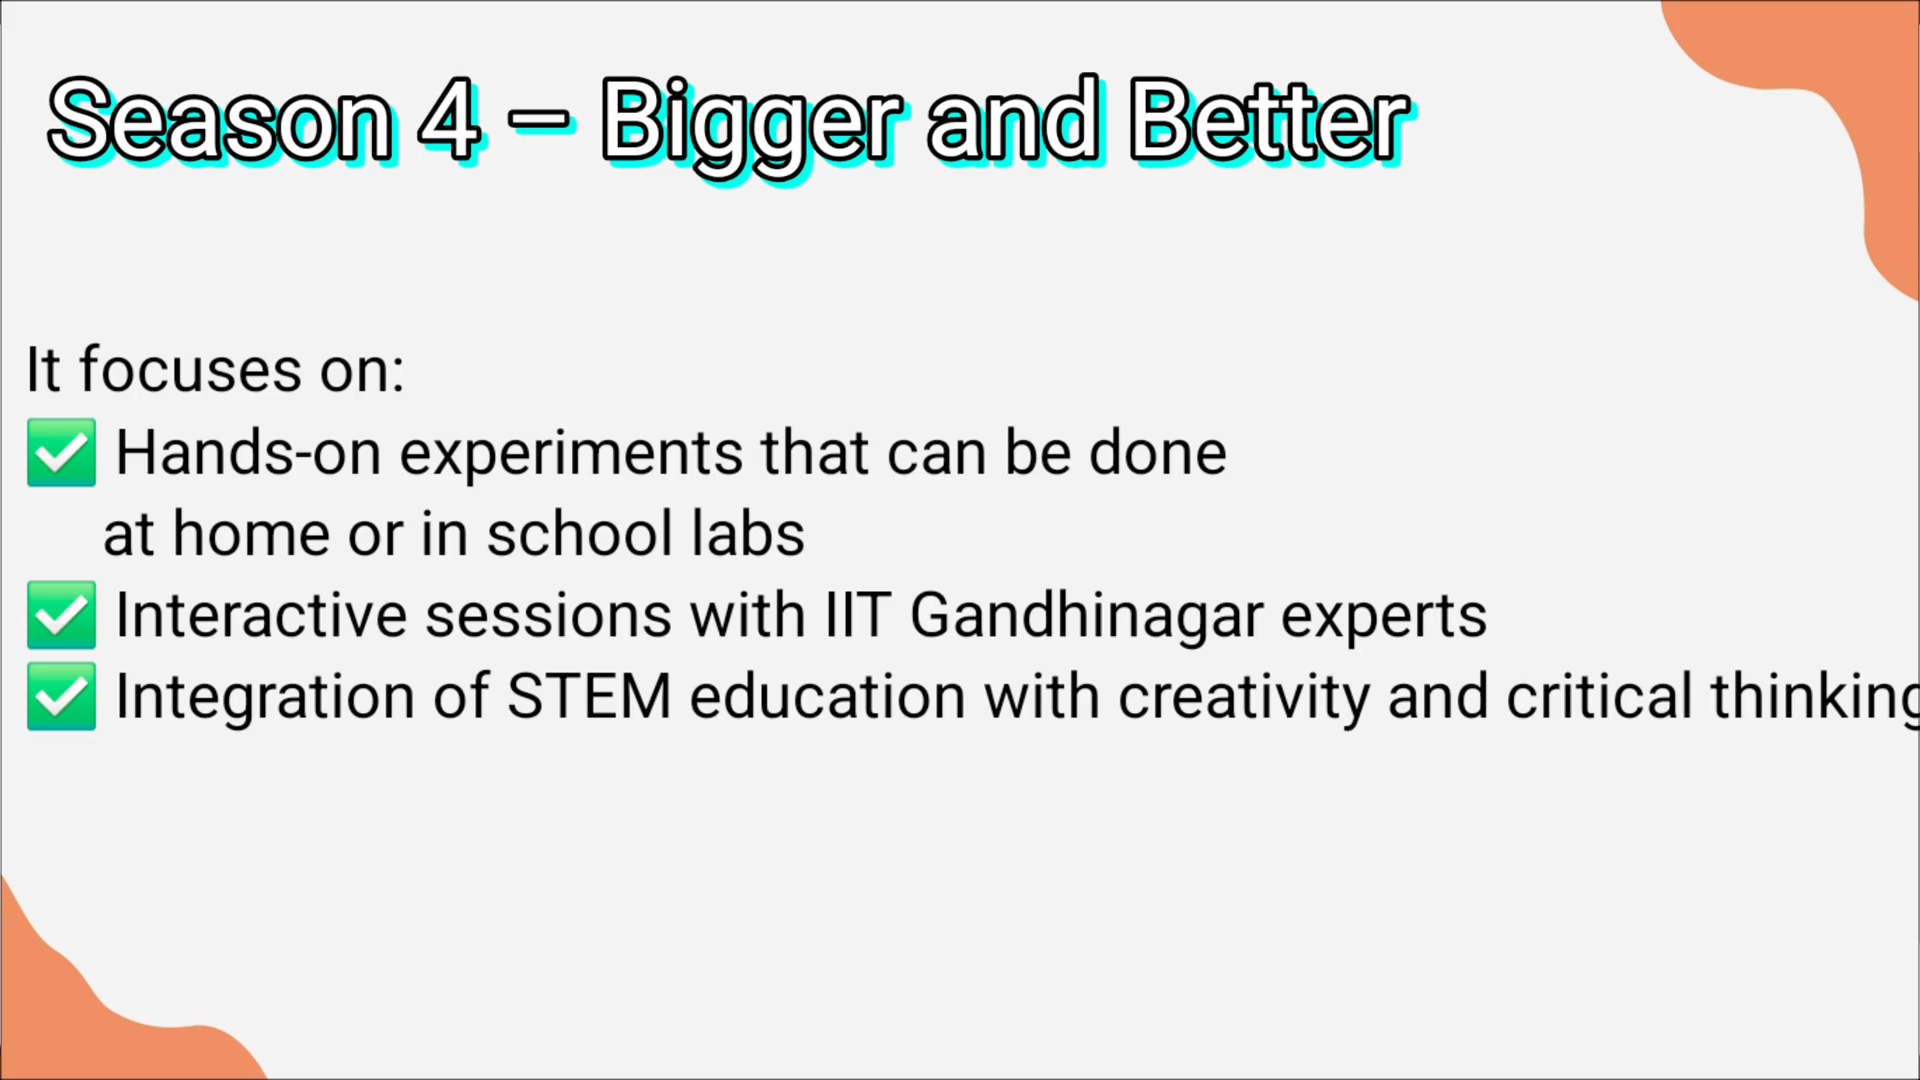 Season 4 – Bigger and Better
It focuses on:
✅ Hands-on experiments that can be done
at home or in school labs
✅ Interactive sessions with IIT Gandhinagar experts
✅ Integration of STEM education with creativity and critical thinking